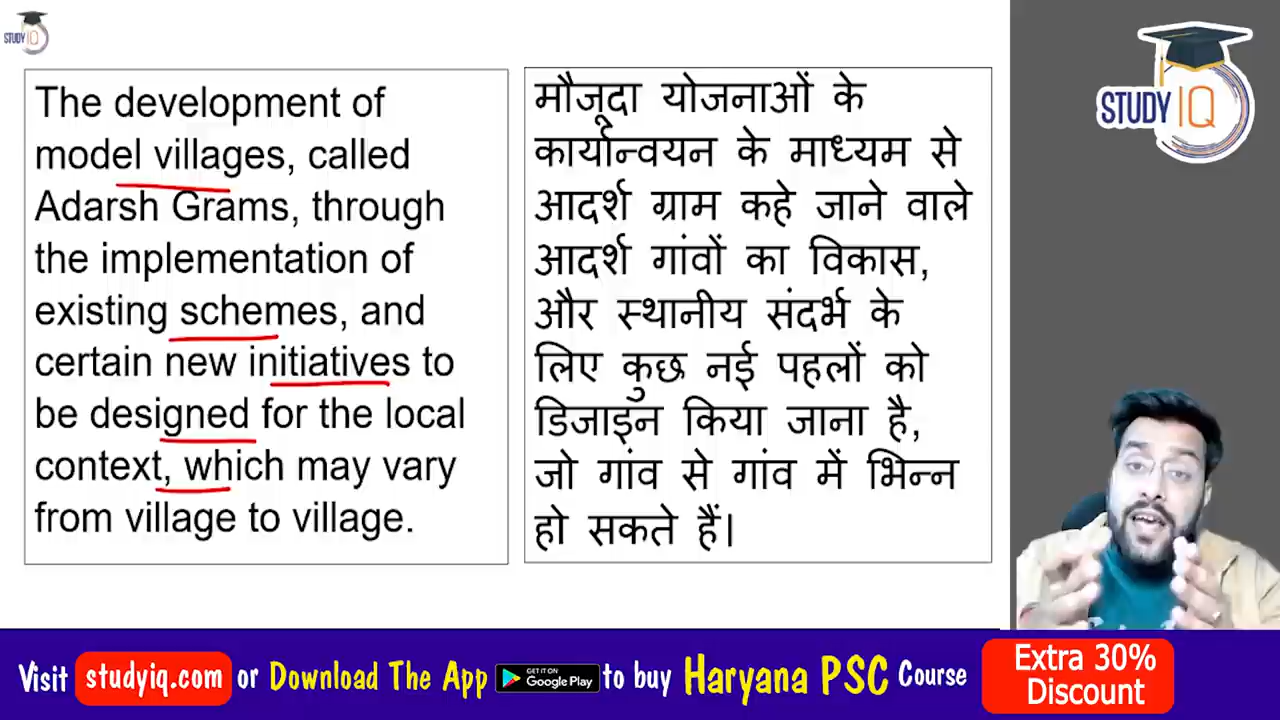 STUDY IQ
The development of
model villages, called
Adarsh Grams, through
the implementation of
existing schemes, and
certain new initiatives to
be designed for the local
context, which may vary
from village to village.
मौजूदा योजनाओं के
कार्यान्वयन के माध्यम से
आदर्श ग्राम कहे जाने वाले
आदर्श गांवों का विकास,
और स्थानीय संदर्भ के
लिए कुछ नई पहलों को
डिजाइन किया जाना है,
जो गांव से गांव में भिन्न
हो सकते हैं।
STUDY IQ
Visit studyiq.com or Download The App GET IT ON Google Play to buy Haryana PSC Course
Extra 30%
Discount